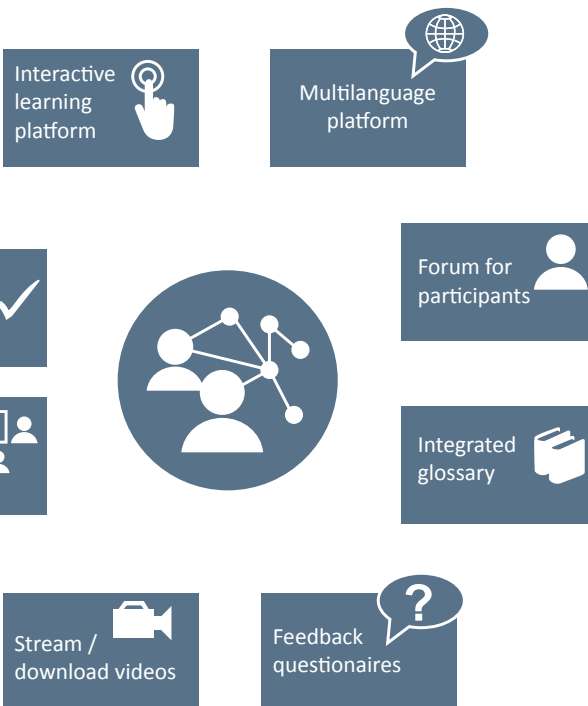 Interactive
learning
platform
Multilanguage
platform
Forum for
participants
Integrated
glossary
Stream /
download videos
?
Feedback
questionaires